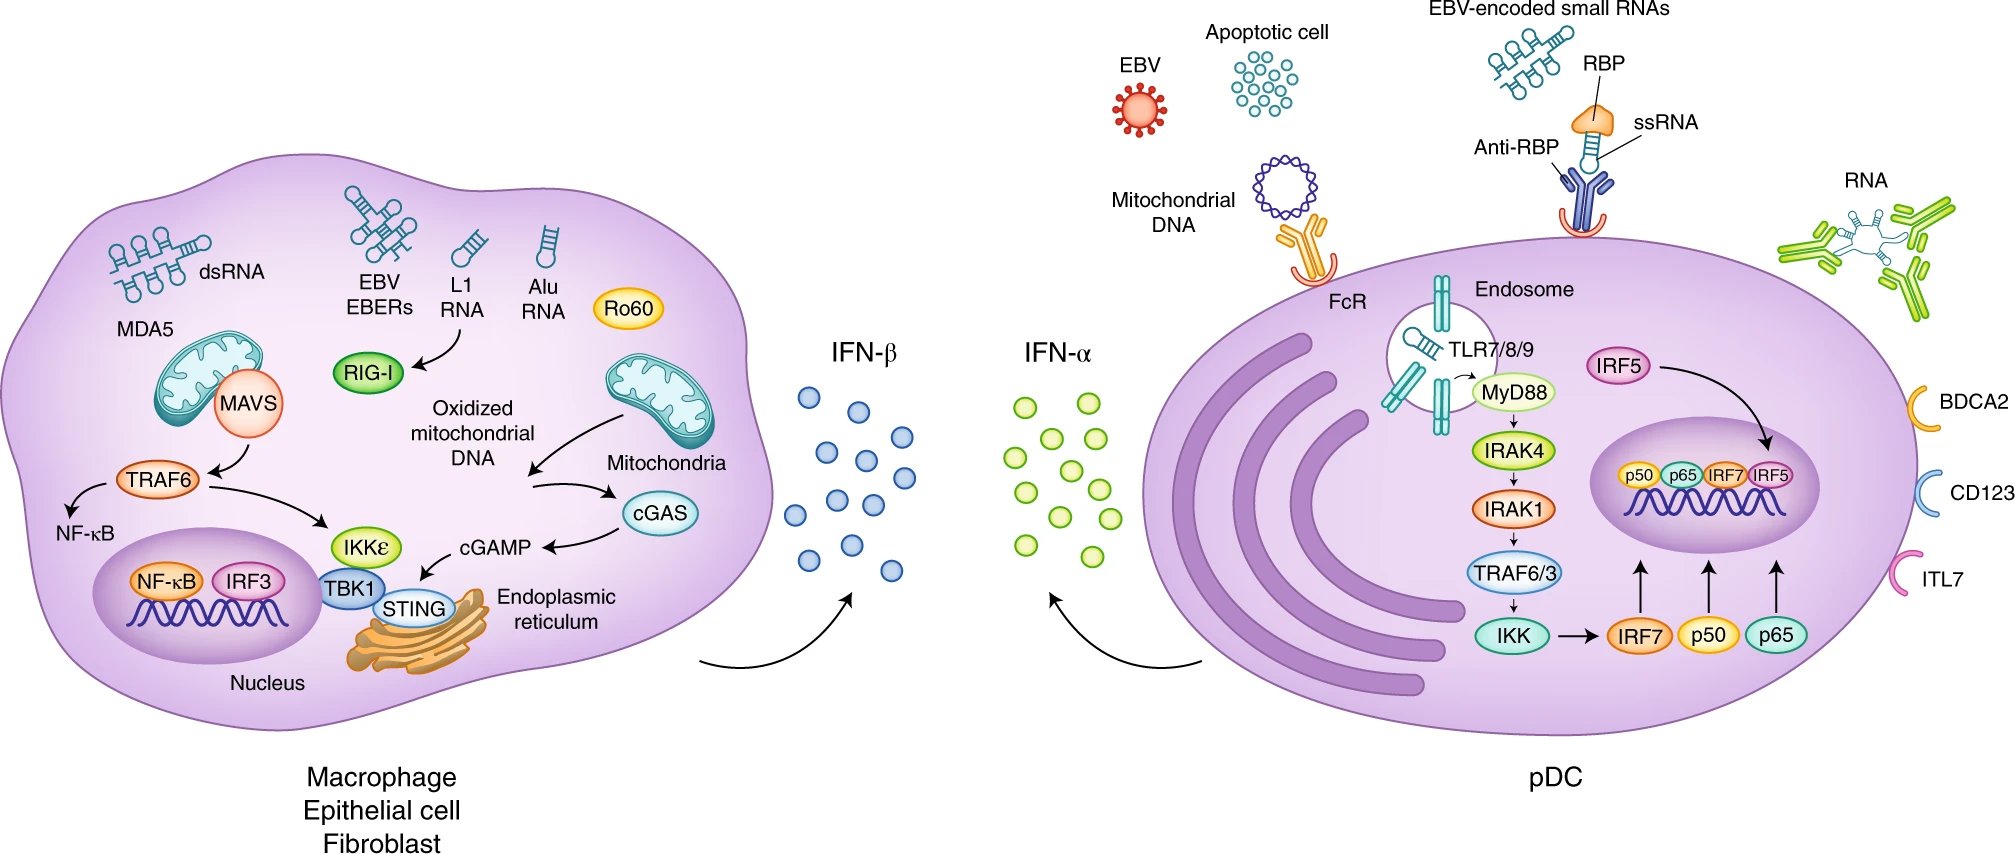 dsRNA
MDA5
MAVS
TRAF6
NF-κB
EBV
EBERs
L1
RNA
Alu
RNA
Ro60
RIG-I
Oxidized
mitochondrial
DNA
Mitochondria
cGAS
cGAMP
IKKε
TBK1
STING
NF-κB
IRF3
Nucleus
Endoplasmic
reticulum
Macrophage
Epithelial cell
Fibroblast
IFN-β
IFN-α
EBV
Apoptotic cell
Mitochondrial
DNA
FcR
EBV-encoded small RNAs
RBP
ssRNA
Anti-RBP
RNA
Endosome
TLR7/8/9
MyD88
IRAK4
IRAK1
TRAF6/3
IKK
IRF5
p50
p65
IRF7
IRF5
IRF7
p50
p65
BDCA2
CD123
ITL7
pDC